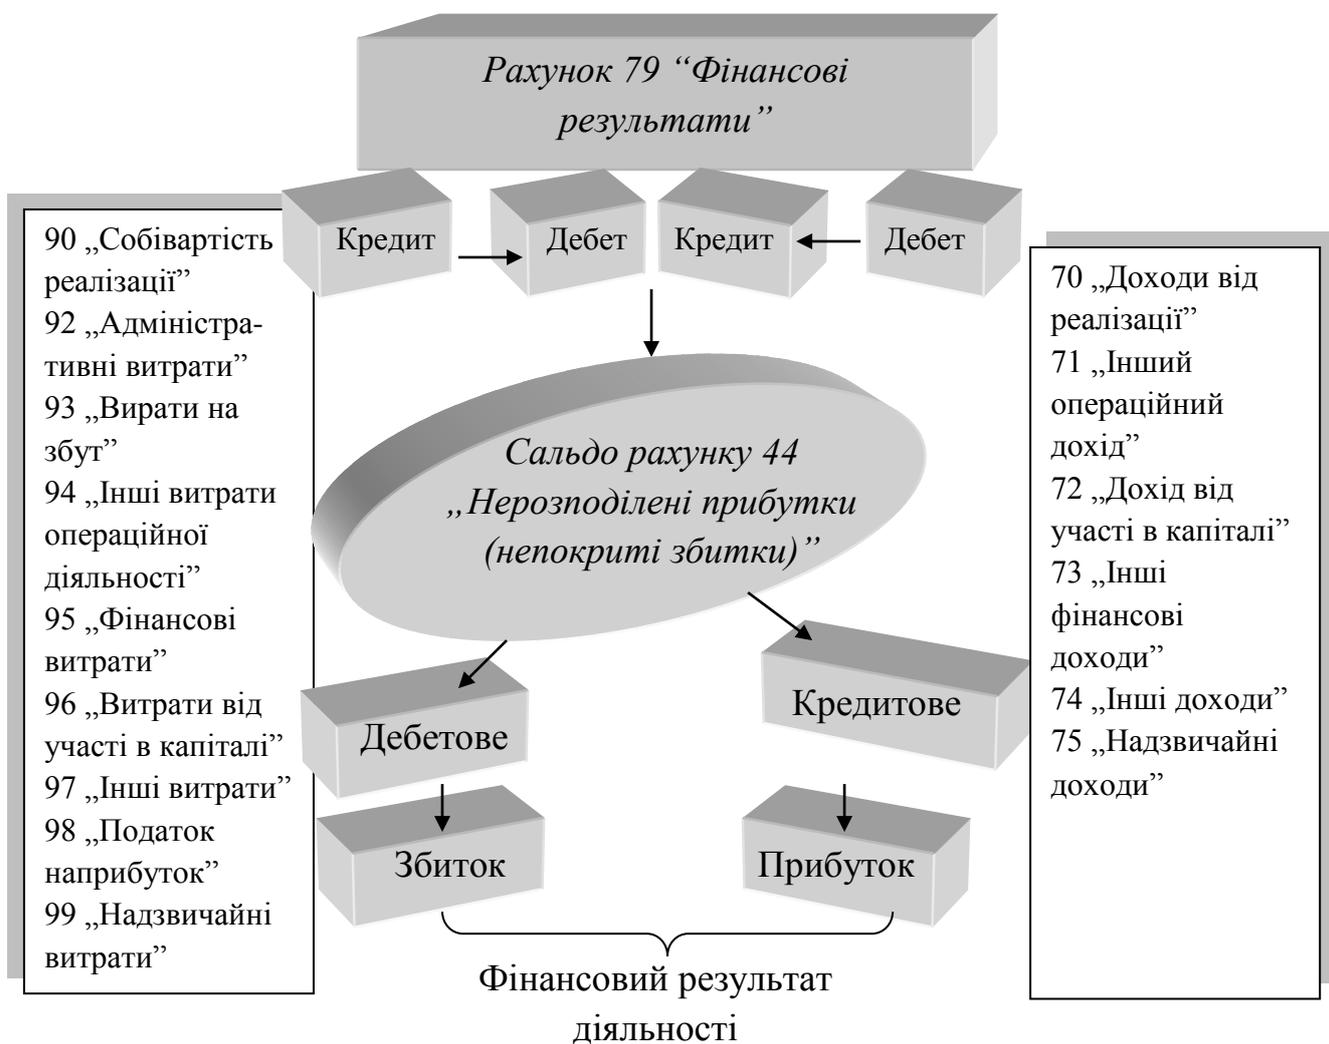 Рахунок 79 “Фінансові
результати”
Кредит
Дебет
Кредит
Дебет
90 „Собівартість
реалізації”
92 „Адміністра-
тивні витрати”
93 „Вирати на
збут”
94 „Інші витрати
операційної
діяльності”
95 „Фінансові
витрати”
96 „Витрати від
участі в капіталі”
97 „Інші витрати”
98 „Податок
наприбуток”
99 „Надзвичайні
витрати”
70 „Доходи від
реалізації”
71 „Інший
операційний
дохід”
72 „Дохід від
участі в капіталі”
73 „Інші
фінансові
доходи”
74 „Інші доходи”
75 „Надзвичайні
доходи”
Сальдо рахунку 44
„Нерозподілені прибутки
(непокриті збитки)”
Дебетове
Кредитове
Збиток
Прибуток
Фінансовий результат
діяльності